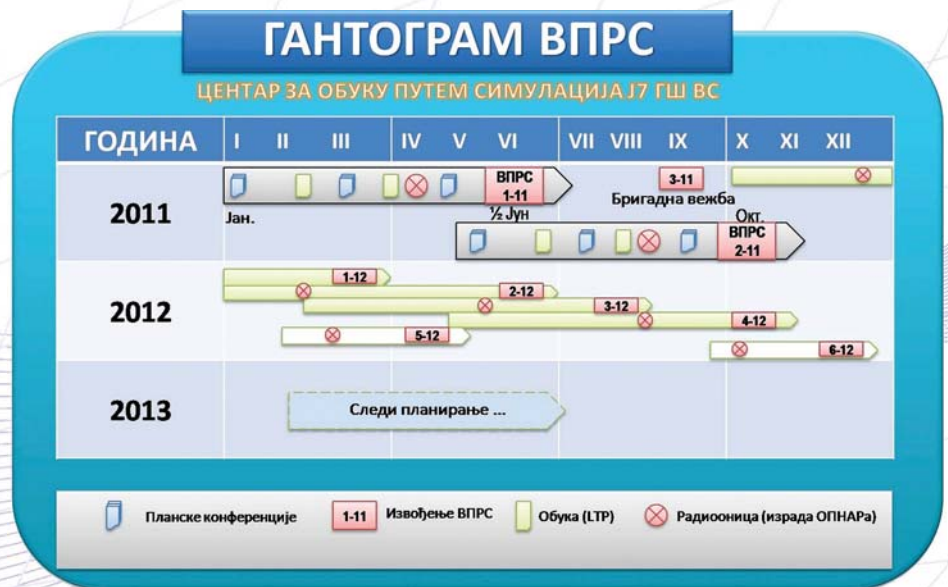 ГАНТОГРАМ ВПРС
ЦЕНТАР ЗА ОБУКУ ПУТЕМ СИМУЛАЦИЈА Ј7 ГШ ВС
ГОДИНА I II III IV V VI VII VIII IX X XI XII
2011
ВПРС
1-11
3-11
Бригадна вежба
Јан.
½ Јун
Окт.
ВПРС
2-11
2012
1-12
2-12
3-12
4-12
5-12
6-12
2013
Следи планирање ...
Планске конференције
1-11
Извођење ВПРС
Обука (LTP)
Радиооница (израда ОПНАРа)